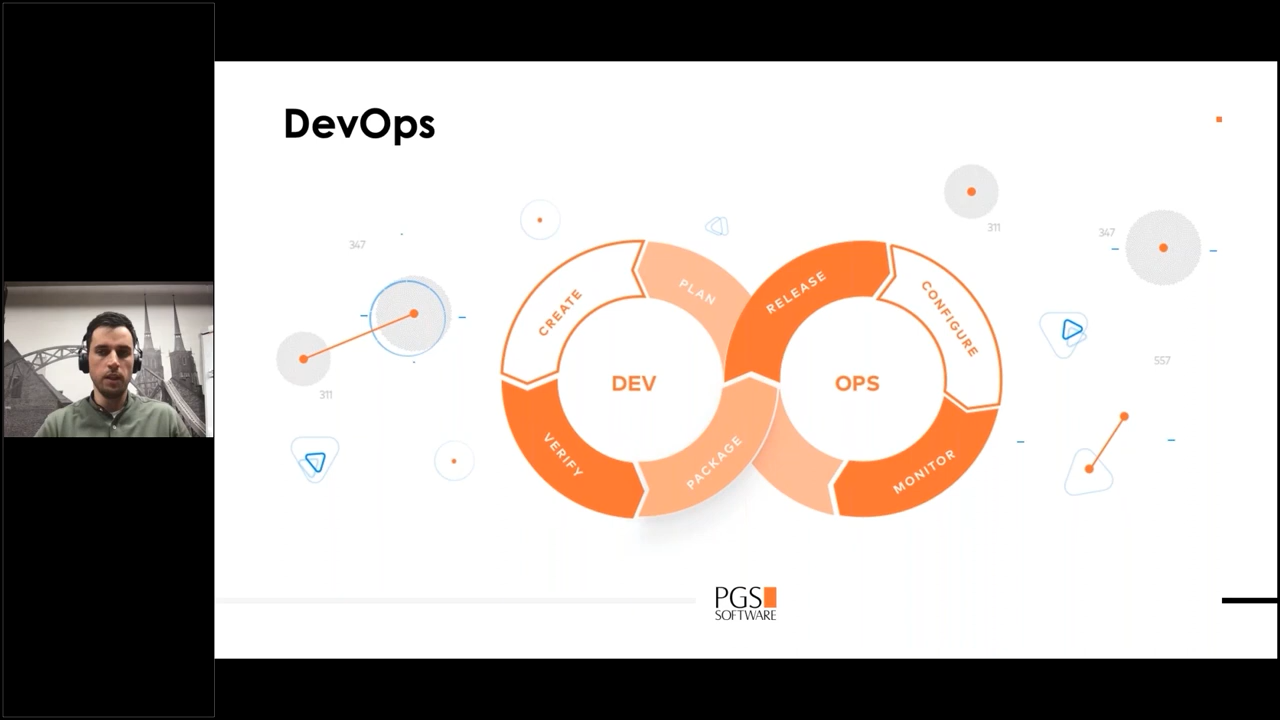 DevOps
347
311
CREATE
PLAN
VERIFY
PACKAGE
DEV
RELEASE
CONFIGURE
MONITOR
OPS
311
347
557
PGS
SOFTWARE